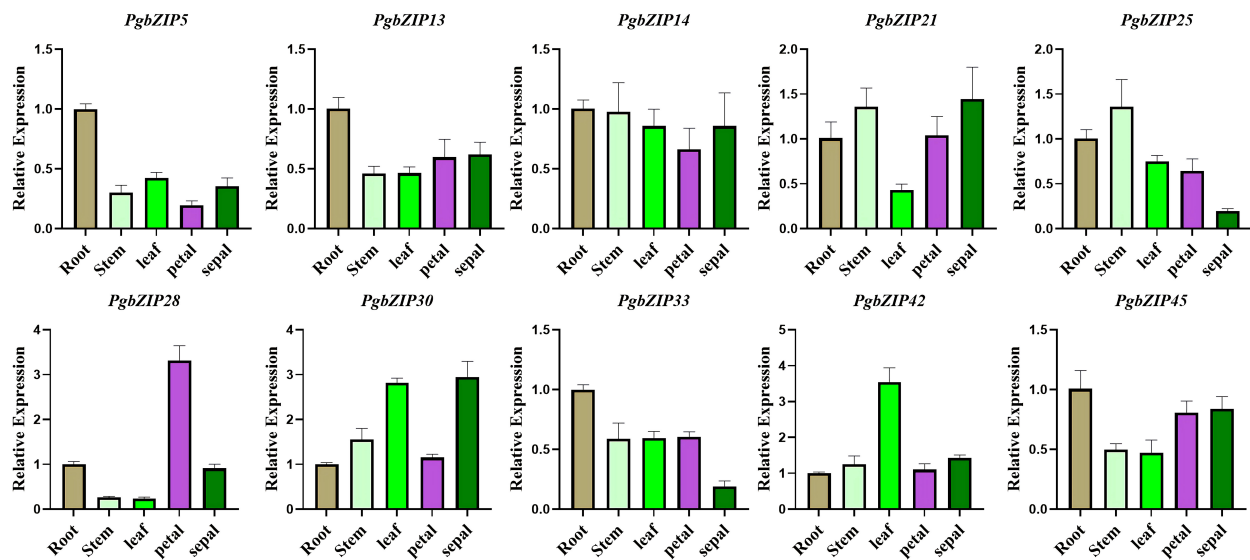 PgbZIP5
Relative Expression
1.5
1.0
0.5
0.0
Root
Stem
leaf
petal
sepal
PgbZIP13
Relative Expression
1.5
1.0
0.5
0.0
Root
Stem
leaf
petal
sepal
PgbZIP14
Relative Expression
1.5
1.0
0.5
0.0
Root
Stem
leaf
petal
sepal
PgbZIP21
Relative Expression
2.0
1.5
1.0
0.5
0.0
Root
Stem
leaf
petal
sepal
PgbZIP25
Relative Expression
2.0
1.5
1.0
0.5
0.0
Root
Stem
leaf
petal
sepal
PgbZIP28
Relative Expression
4
3
2
1
0
Root
Stem
leaf
petal
sepal
PgbZIP30
Relative Expression
4
3
2
1
0
Root
Stem
leaf
petal
sepal
PgbZIP33
Relative Expression
1.5
1.0
0.5
0.0
Root
Stem
leaf
petal
sepal
PgbZIP42
Relative Expression
5
4
3
2
1
0
Root
Stem
leaf
petal
sepal
PgbZIP45
Relative Expression
1.5
1.0
0.5
0.0
Root
Stem
leaf
petal
sepal